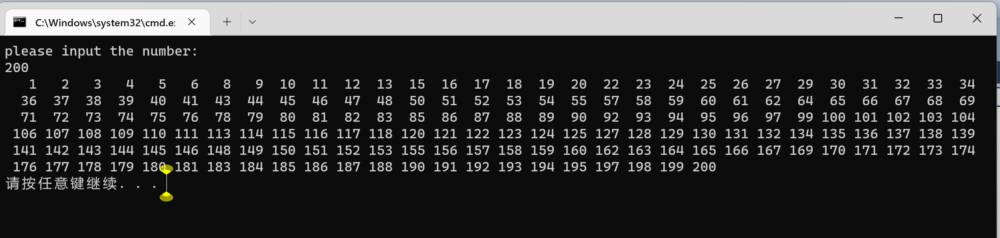 C:\Windows\system32\cmd.e
please input the number:
200
1 2 3 4 5 6 8 9 10 11 12 13 15 16 17 18 19 20 22 23 24 25 26 27 29 30 31 32 33 34
36 37 38 39 40 41 43 44 45 46 47 48 50 51 52 53 54 55 57 58 59 60 61 62 64 65 66 67 68 69
71 72 73 74 75 76 78 79 80 81 82 83 85 86 87 88 89 90 92 93 94 95 96 97 99 100 101 102 103 104
106 107 108 109 110 111 113 114 115 116 117 118 120 121 122 123 124 125 127 128 129 130 131 132 134 135 136 137 138 139
141 142 143 144 145 146 148 149 150 151 152 153 155 156 157 158 159 160 162 163 164 165 166 167 169 170 171 172 173 174
176 177 178 179 180 181 183 184 185 186 187 188 190 191 192 193 194 195 197 198 199 200
请按任意键继续. . .